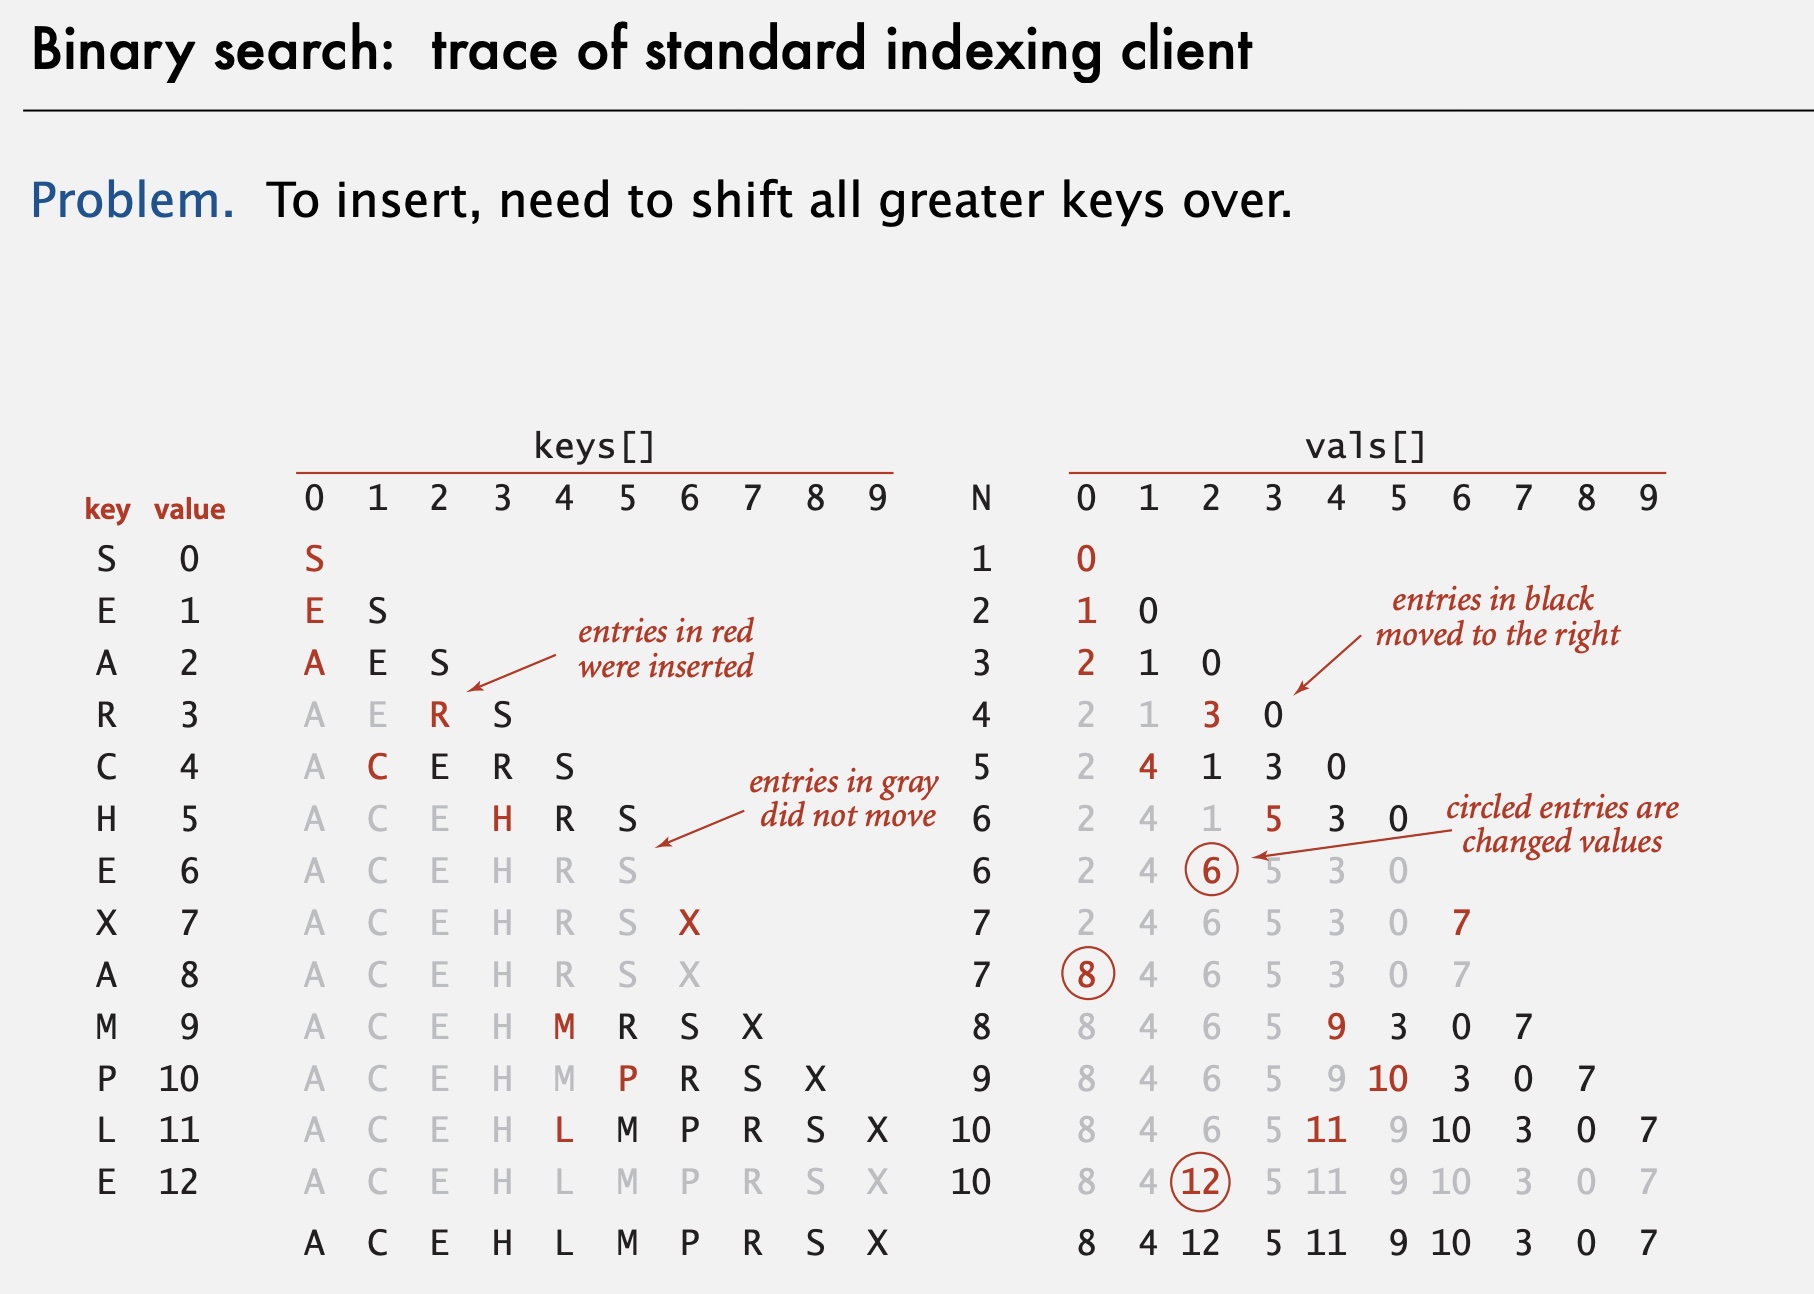 Binary search: trace of standard indexing client
Problem. To insert, need to shift all greater keys over.
keys[] vals[]
key value 0 1 2 3 4 5 6 7 8 9 N 0 1 2 3 4 5 6 7 8 9
S 0 S 1 0
E 1 E S 2 1 0
entries in red
were inserted
entries in black
moved to the right
A 2 A E S 3 2 1 0
R 3 A E R S 4 2 1 3 0
C 4 A C E R S 5 2 4 1 3 0
entries in gray
did not move
circled entries are
changed values
H 5 A C E H R S 6 2 4 1 5 3 0
E 6 A C E H R S 6 2 4 6 5 3 0
X 7 A C E H R S X 7 2 4 6 5 3 0 7
A 8 A C E H R S X 7 8 4 6 5 3 0 7
M 9 A C E H M R S X 8 8 4 6 5 9 3 0 7
P 10 A C E H M P R S X 9 8 4 6 5 9 10 3 0 7
L 11 A C E H L M P R S X 10 8 4 6 5 11 9 10 3 0 7
E 12 A C E H L M P R S X 10 8 4 12 5 11 9 10 3 0 7
A C E H L M P R S X 8 4 12 5 11 9 10 3 0 7